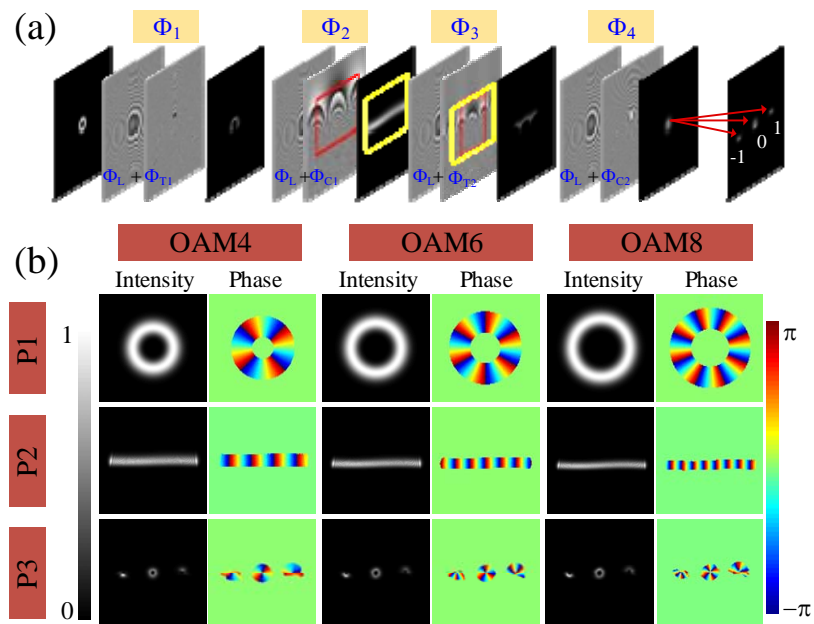 (a)
Φ1 Φ2 Φ3 Φ4
ΦL + ΦT1 ΦL + ΦC1 ΦL + ΦT2 ΦL + ΦC2
-1 0 1
(b)
OAM4 OAM6 OAM8
Intensity Phase Intensity Phase Intensity Phase
P1
1
π
P2
P3
0
−π